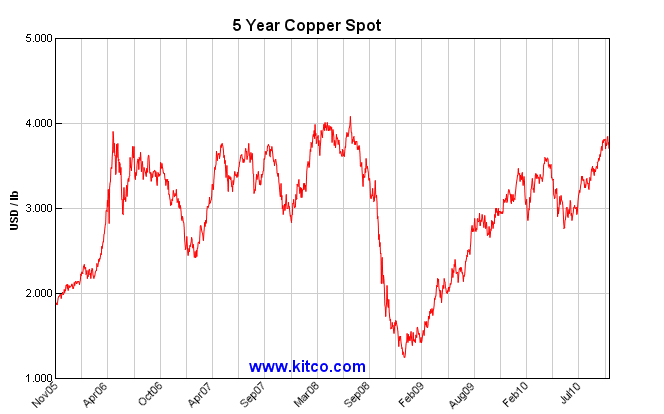 5 Year Copper Spot
5.000
4.000
3.000
2.000
1.000
USD / lb
Nov05 Apr06 Oct06 Apr07 Sep07 Mar08 Sep08 Feb09 Aug09 Feb10 Jul10
www.kitco.com